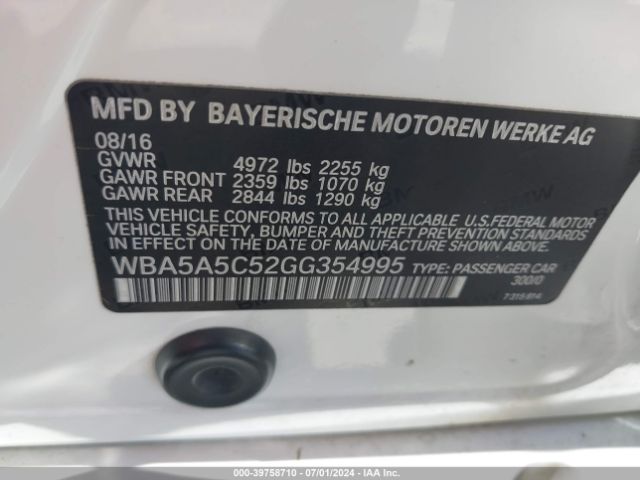 MFD BY BAYERISCHE MOTOREN WERKE AG
08/16
GVWR 4972 lbs 2255 kg
GAWR FRONT 2359 lbs 1070 kg
GAWR REAR 2844 lbs 1290 kg
THIS VEHICLE CONFORMS TO ALL APPLICABLE U.S.FEDERAL MOTOR
VEHICLE SAFETY, BUMPER AND THEFT PREVENTION STANDARDS
IN EFFECT ON THE DATE OF MANUFACTURE SHOWN ABOVE.
WBA5A5C52GG354995 TYPE: PASSENGER CAR
300/0
000-39758710 - 07/01/2024 - IAA Inc.